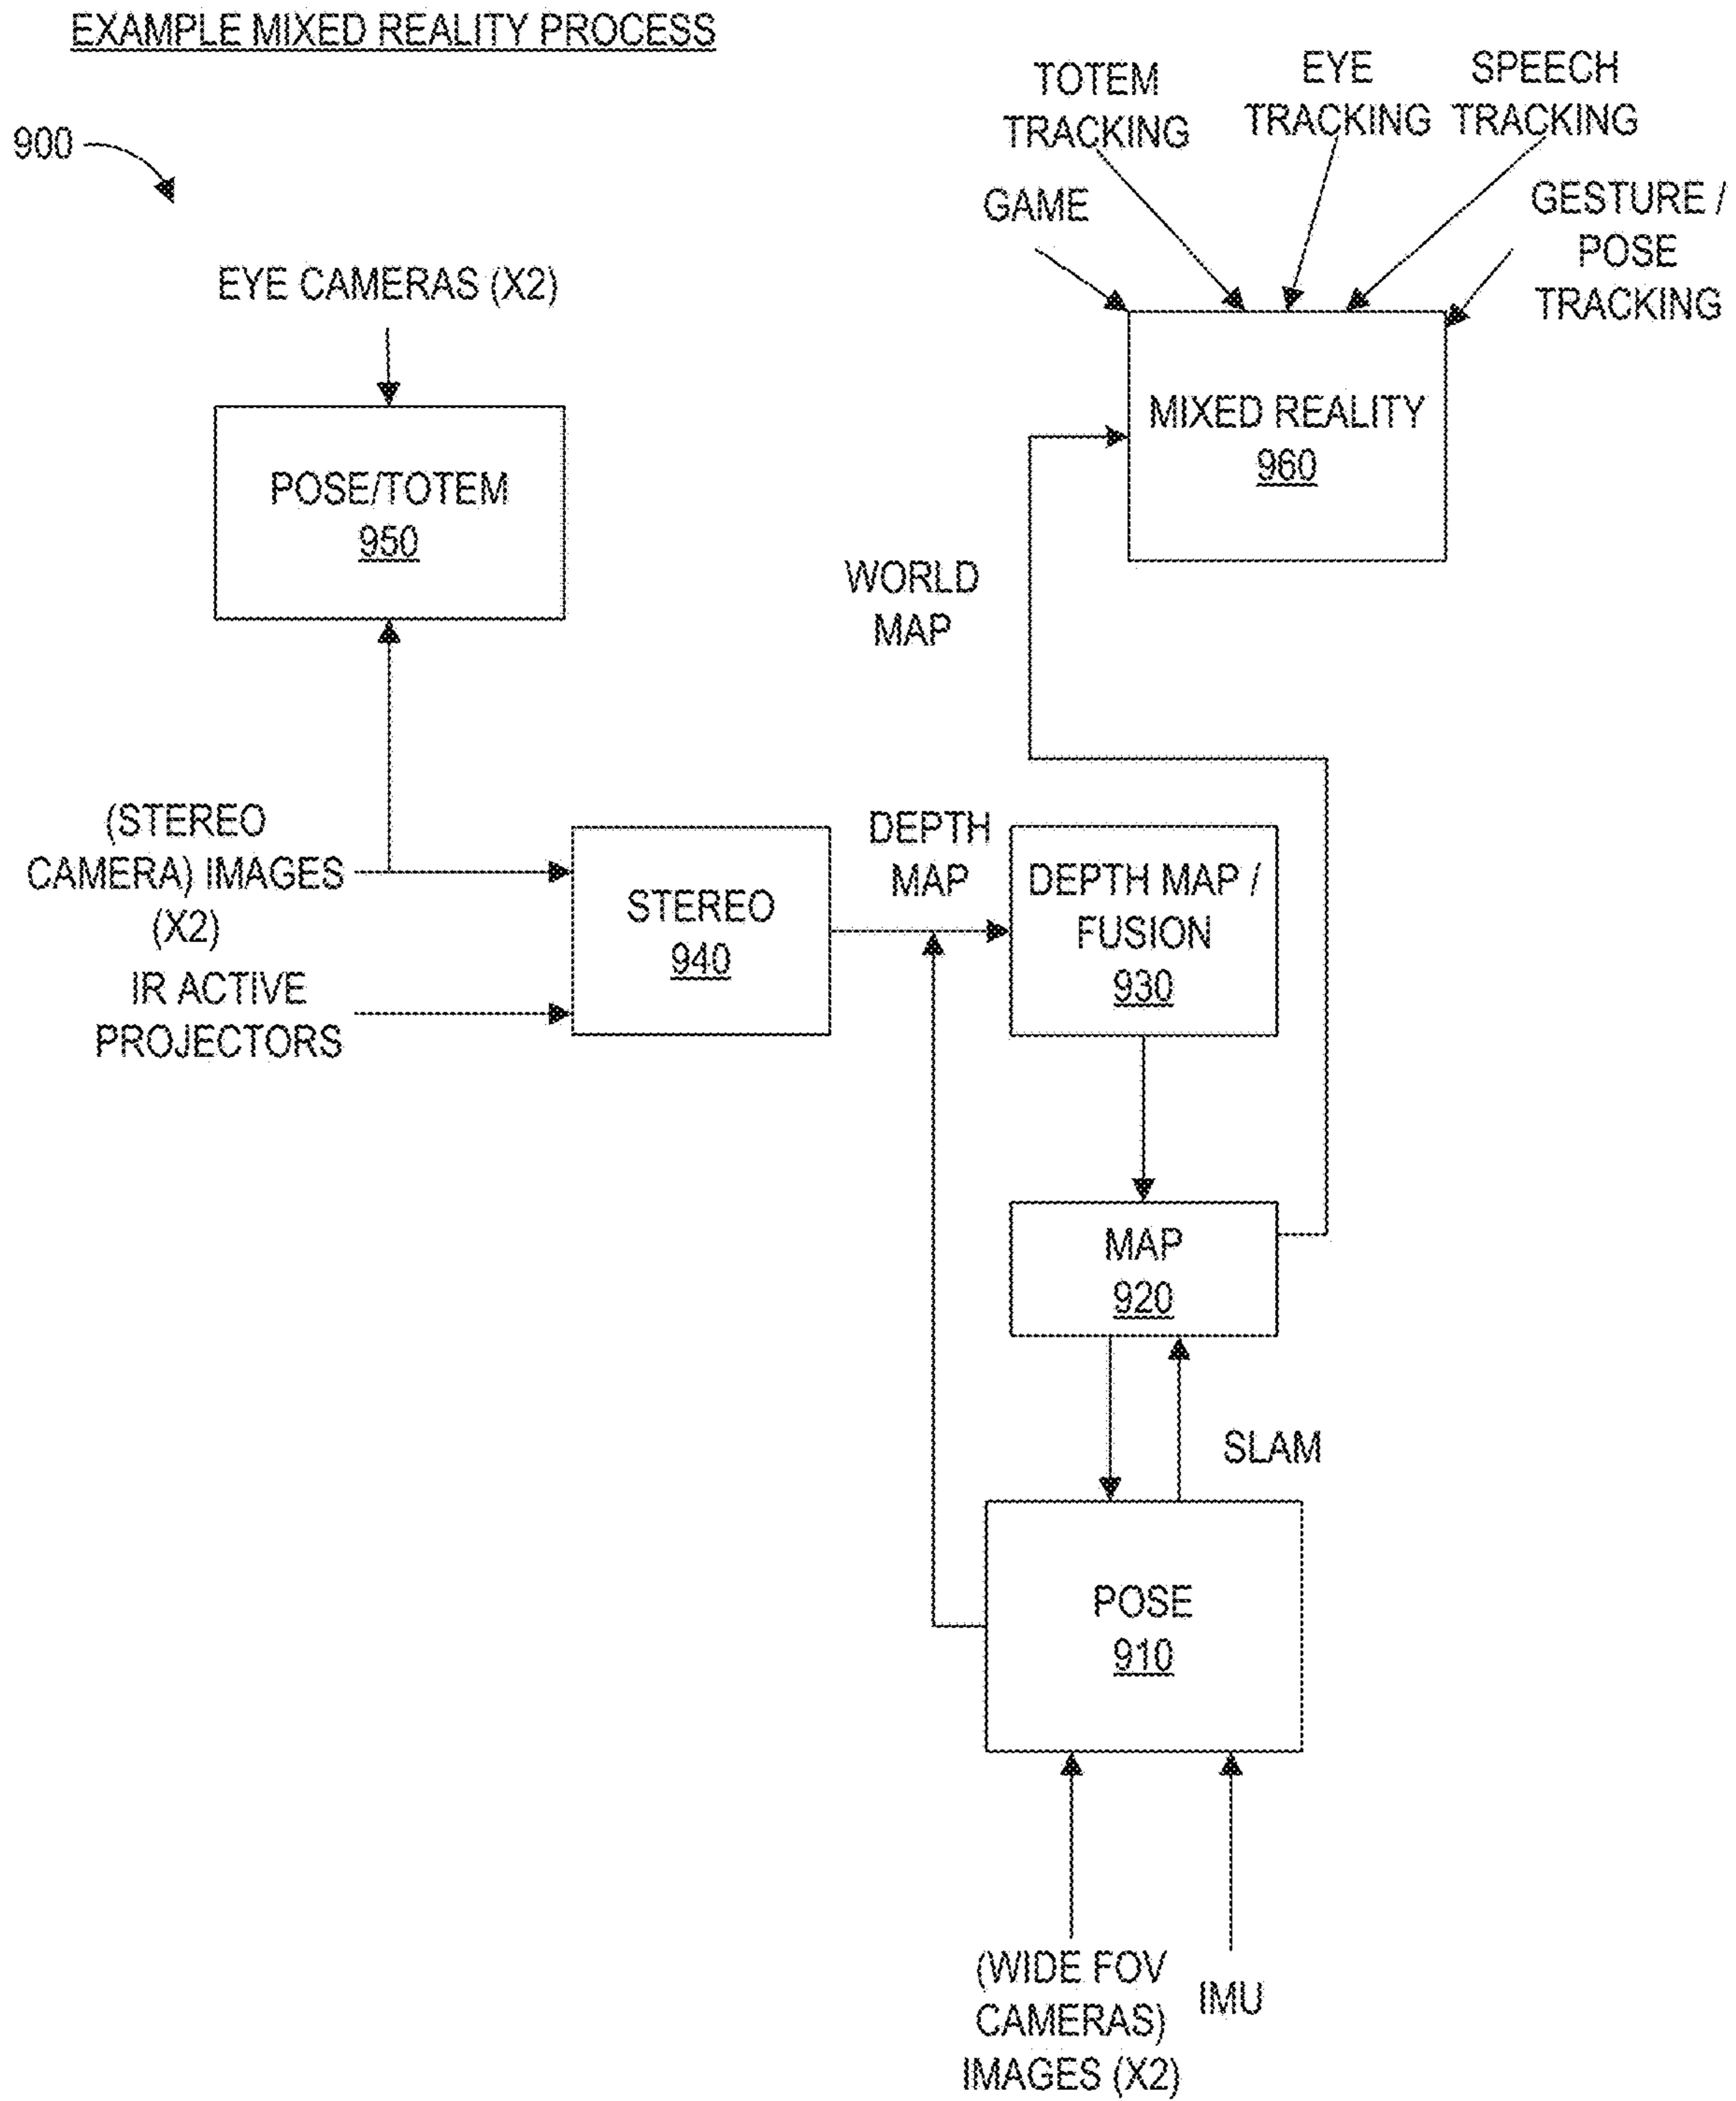 EXAMPLE MIXED REALITY PROCESS
900
TOTEM
TRACKING
EYE
TRACKING
SPEECH
TRACKING
GAME
GESTURE /
POSE
TRACKING
EYE CAMERAS (X2)
MIXED REALITY
960
POSE/TOTEM
950
WORLD
MAP
(STEREO
CAMERA) IMAGES
(X2)
IR ACTIVE
PROJECTORS
STEREO
940
DEPTH
MAP
DEPTH MAP /
FUSION
930
MAP
920
SLAM
POSE
910
(WIDE FOV
CAMERAS)
IMAGES (X2)
IMU